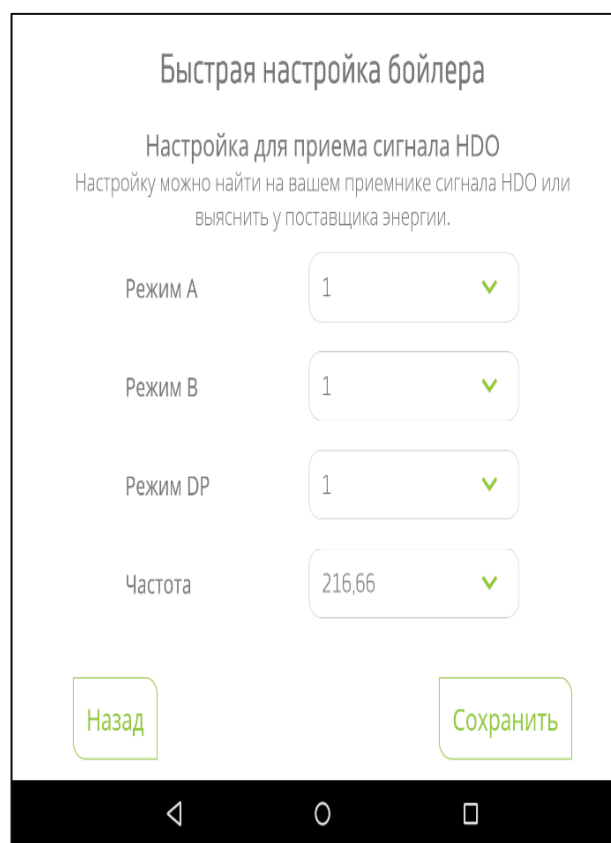 Быстрая настройка бойлера
Настройка для приема сигнала HDO
Настройку можно найти на вашем приемнике сигнала HDO или
выяснить у поставщика энергии.
Режим A 1
Режим B 1
Режим DP 1
Частота 216,66
Назад Сохранить